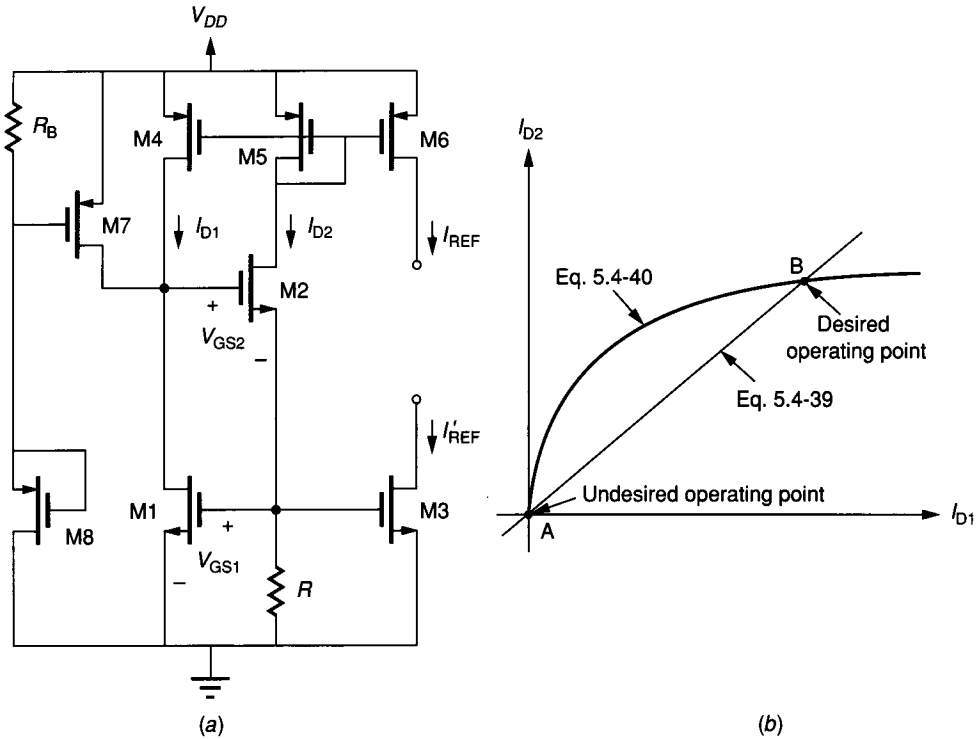 V_DD
R_B
M4
M5
M6
M7
I_D1
I_D2
I_REF
M2
+
V_GS2
–
I'_REF
M8
M1
+
V_GS1
–
R
M3
(a)
I_D2
Eq. 5.4-40
B
Desired
operating point
Eq. 5.4-39
Undesired operating point
A
I_D1
(b)